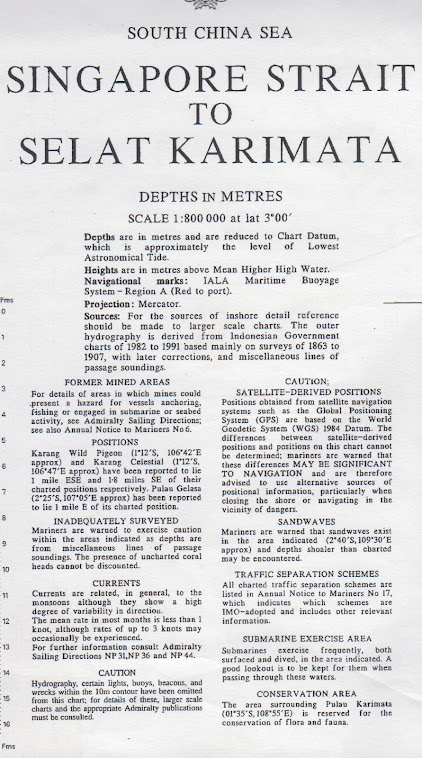 SOUTH CHINA SEA
SINGAPORE STRAIT
TO
SELAT KARIMATA
DEPTHS IN METRES
SCALE 1:800 000 at lat 3°00′
Depths are in metres and are reduced to Chart Datum,
which is approximately the level of Lowest
Astronomical Tide.
Heights are in metres above Mean Higher High Water.
Navigational marks: IALA Maritime Buoyage
System – Region A (Red to port).
Projection: Mercator.
Sources: For the sources of inshore detail reference
should be made to larger scale charts. The outer
hydrography is derived from Indonesian Government
charts of 1982 to 1991 based mainly on surveys of 1863 to
1907, with later corrections, and miscellaneous lines of
passage soundings.
FORMER MINED AREAS
For details of areas in which mines could
present a hazard for vessels anchoring,
fishing or engaged in submarine or seabed
activity, see Admiralty Sailing Directions;
see also Annual Notice to Mariners No 6.
POSITIONS
Karang Wild Pigeon (1°12′S, 106°42′E
approx) and Karang Celestial (1°12′S,
106°47′E approx) have been reported to lie
1 mile ESE and 1·8 miles SE of their
charted positions respectively. Pulau Gelasa
(2°25′S,107°05′E approx) has been reported
to lie 1 mile E of its charted position.
INADEQUATELY SURVEYED
Mariners are warned to exercise caution
within the areas indicated as depths are
from miscellaneous lines of passage
soundings. The presence of uncharted coral
heads cannot be discounted.
CURRENTS
Currents are related, in general, to the
monsoons although they show a high
degree of variability in direction.
The mean rate in most months is less than 1
knot, although rates of up to 3 knots may
occasionally be experienced.
For further information consult Admiralty
Sailing Directions NP 31, NP 36 and NP 44.
CAUTION
Hydrography, certain lights, buoys, beacons, and
wrecks within the 10m contour have been omitted
from this chart; for details of these, larger scale
charts and the appropriate Admiralty publications
must be consulted.
CAUTION;
SATELLITE-DERIVED POSITIONS
Positions obtained from satellite navigation
systems such as the Global Positioning
System (GPS) are based on the World
Geodetic System (WGS) 1984 Datum. The
differences between satellite-derived
positions and positions on this chart cannot
be determined; mariners are warned that
these differences MAY BE SIGNIFICANT
TO NAVIGATION and are therefore
advised to use alternative sources of
positional information, particularly when
closing the shore or navigating in the
vicinity of dangers.
SANDWAVES
Mariners are warned that sandwaves exist
in the area indicated (2°40′S,109°30′E
approx) and depths shoaler than charted
may be encountered.
TRAFFIC SEPARATION SCHEMES
All charted traffic separation schemes are
listed in Annual Notice to Mariners No 17,
which indicates which schemes are
IMO-adopted and includes other relevant
information.
SUBMARINE EXERCISE AREA
Submarines exercise frequently, both
surfaced and dived, in the area indicated. A
good lookout is to be kept for them when
passing through these waters.
CONSERVATION AREA
The area surrounding Pulau Karimata
(01°35′S,108°55′E) is reserved for the
conservation of flora and fauna.
Fms
0
1
2
3
4
5
6
7
8
9
10
11
12
13
14
15
16
Fms